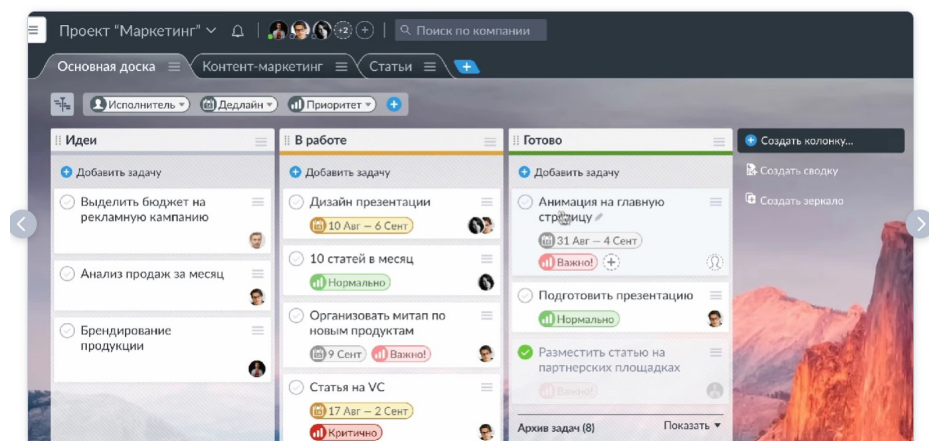 Проект “Маркетинг”
+2
Поиск по компании
Основная доска
Контент-маркетинг
Статьи
Исполнитель
Дедлайн
Приоритет
Идеи
Добавить задачу
Выделить бюджет на
рекламную кампанию
Анализ продаж за месяц
Брендирование
продукции
В работе
Добавить задачу
Дизайн презентации
10 Авг — 6 Сент
10 статей в месяц
Нормально
Организовать митап по
новым продуктам
9 Сент
Важно!
Статья на VC
17 Авг — 2 Сент
Критично
Готово
Добавить задачу
Анимация на главную
страницу
31 Авг — 4 Сент
Важно!
Подготовить презентацию
Нормально
Разместить статью на
партнерских площадках
Важно!
Архив задач (8)
Показать
Создать колонку...
Создать сводку
Создать зеркало